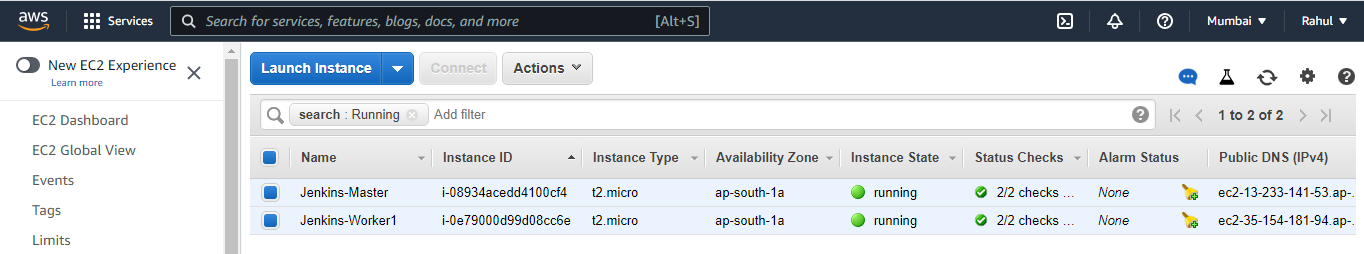 aws Services Search for services, features, blogs, docs, and more [Alt+S] Mumbai Rahul
New EC2 Experience
Learn more
EC2 Dashboard
EC2 Global View
Events
Tags
Limits
Launch Instance Connect Actions
search : Running Add filter 1 to 2 of 2
Name Instance ID Instance Type Availability Zone Instance State Status Checks Alarm Status Public DNS (IPv4)
Jenkins-Master i-08934acedd4100cf4 t2.micro ap-south-1a running 2/2 checks ... None ec2-13-233-141-53.ap-...
Jenkins-Worker1 i-0e79000d99d08cc6e t2.micro ap-south-1a running 2/2 checks ... None ec2-35-154-181-94.ap-...